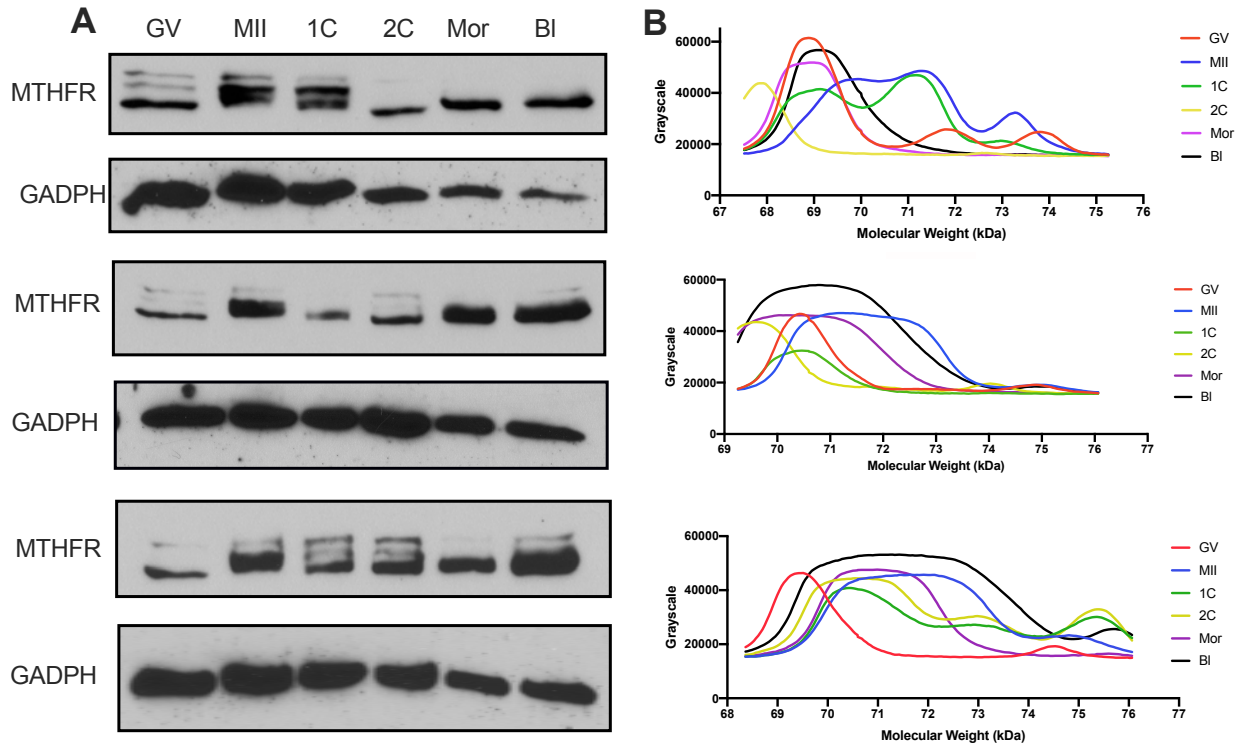 A
GV MII 1C 2C Mor Bl
MTHFR
GADPH
MTHFR
GADPH
MTHFR
GADPH
B
60000
40000
20000
0
Grayscale
67 68 69 70 71 72 73 74 75 76
Molecular Weight (kDa)
GV
MII
1C
2C
Mor
Bl
60000
40000
20000
0
Grayscale
69 70 71 72 73 74 75 76 77
Molecular Weight (kDa)
GV
MII
1C
2C
Mor
Bl
60000
40000
20000
0
Grayscale
68 69 70 71 72 73 74 75 76 77
Molecular Weight (kDa)
GV
MII
1C
2C
Mor
Bl